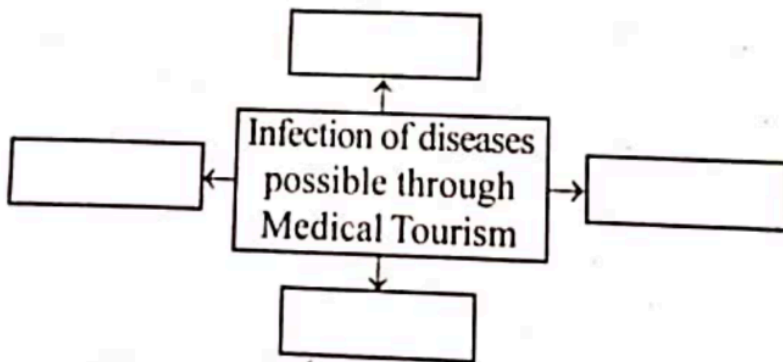 Infection of diseases
possible through
Medical Tourism